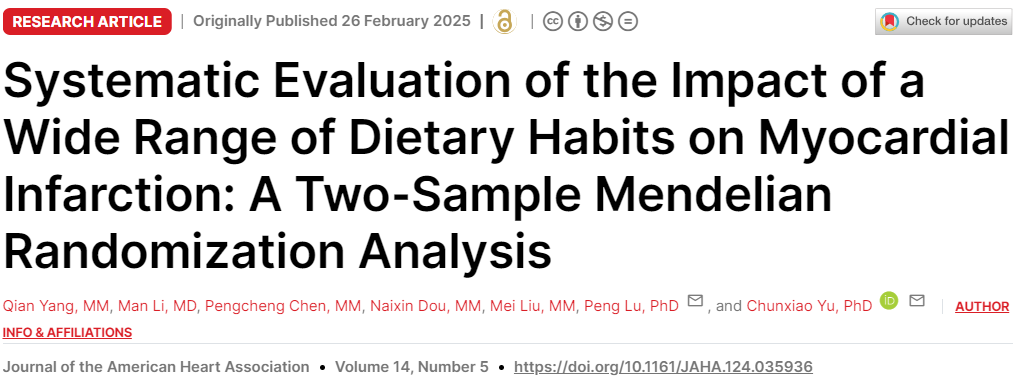 RESEARCH ARTICLE | Originally Published 26 February 2025 | | cc =
Check for updates
Systematic Evaluation of the Impact of a
Wide Range of Dietary Habits on Myocardial
Infarction: A Two-Sample Mendelian
Randomization Analysis
Qian Yang, MM, Man Li, MD, Pengcheng Chen, MM, Naixin Dou, MM, Mei Liu, MM, Peng Lu, PhD , and Chunxiao Yu, PhD iD | AUTHOR
INFO & AFFILIATIONS
Journal of the American Heart Association • Volume 14, Number 5 • https://doi.org/10.1161/JAHA.124.035936